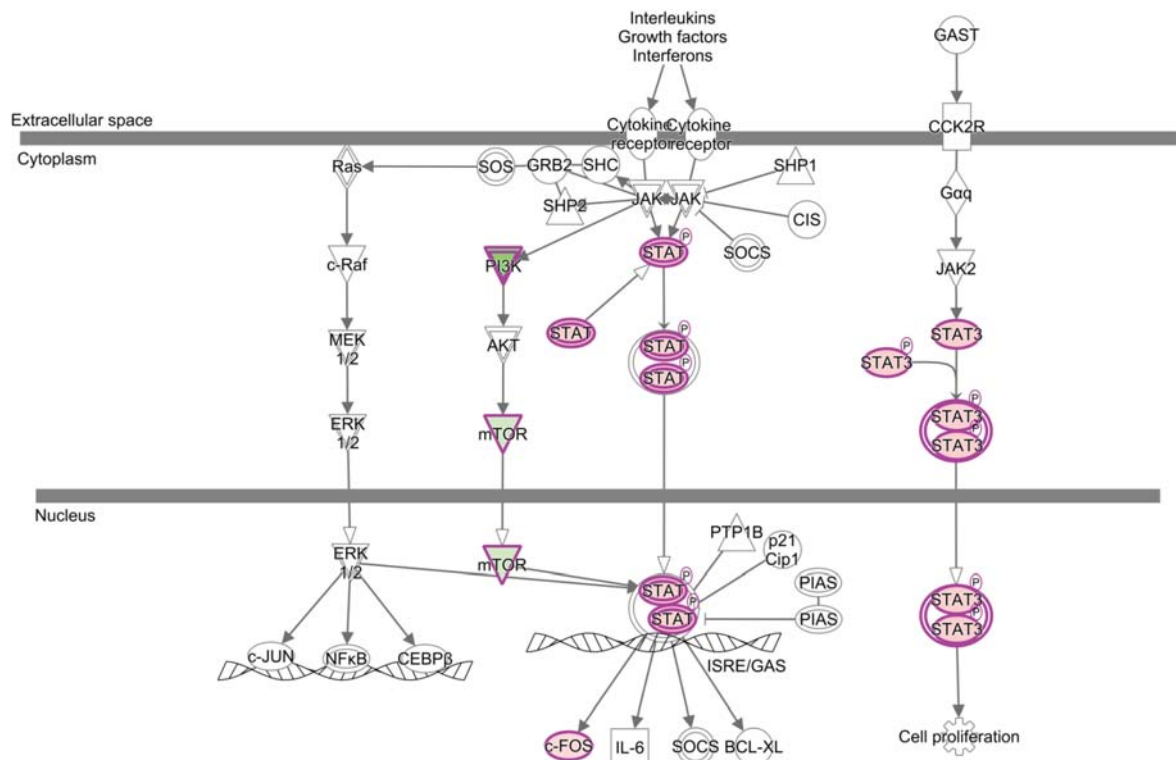 Interleukins
Growth factors
Interferons
GAST
Extracellular space
Cytokine
receptor
Cytokine
receptor
CCK2R
Cytoplasm
Ras
SOS
GRB2
SHC
SHP1
SHP2
JAK
JAK
Gαq
CIS
P
STAT
SOCS
c-Raf
PI3K
JAK2
STAT
P
STAT
P
STAT
MEK
1/2
AKT
STAT3
P
STAT3
ERK
1/2
mTOR
P
STAT3
P
STAT3
Nucleus
PTP1B
p21
Cip1
ERK
1/2
mTOR
P
STAT
P
STAT
PIAS
PIAS
P
STAT3
P
STAT3
c-JUN
NFκB
CEBPβ
ISRE/GAS
c-FOS
IL-6
SOCS
BCL-XL
Cell proliferation